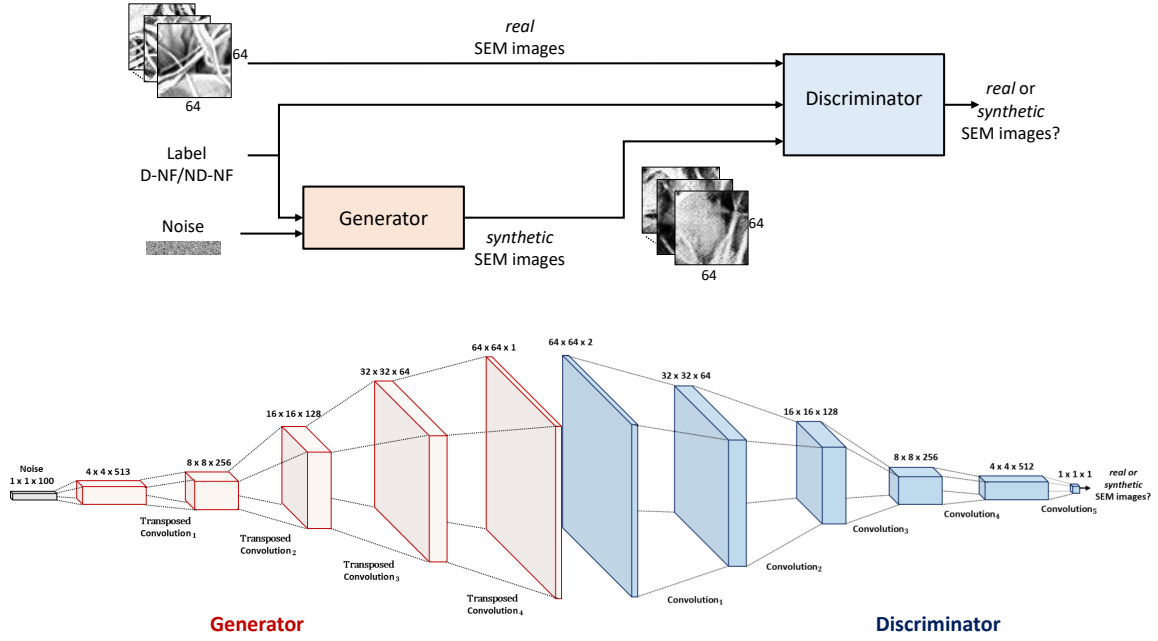 real
SEM images
64
64
Discriminator
real or
synthetic
SEM images?
Label
D-NF/ND-NF
Generator
Noise
synthetic
SEM images
64
64
64 x 64 x 1
64 x 64 x 2
32 x 32 x 64
32 x 32 x 64
16 x 16 x 128
16 x 16 x 128
8 x 8 x 256
8 x 8 x 256
Noise
1 x 1 x 100
4 x 4 x 513
4 x 4 x 512
1 x 1 x 1
real or
synthetic
SEM images?
Transposed
Convolution1
Transposed
Convolution2
Transposed
Convolution3
Transposed
Convolution4
Convolution1
Convolution2
Convolution3
Convolution4
Convolution5
Generator
Discriminator